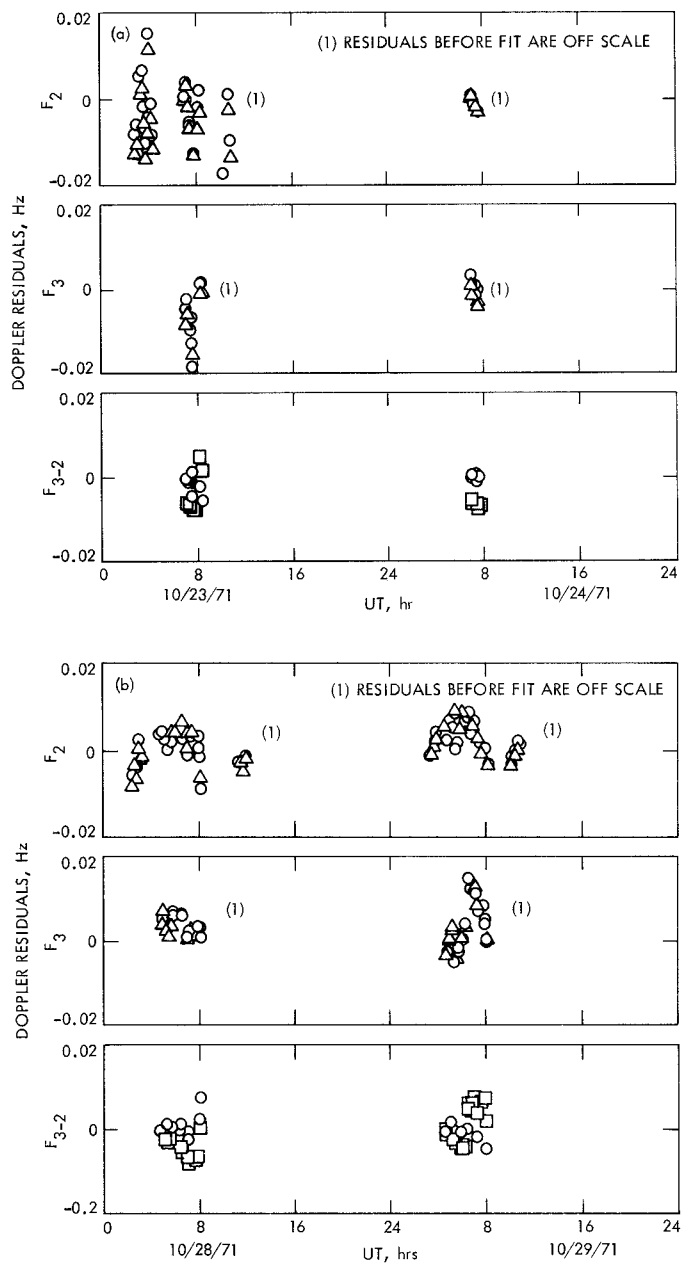 (a)
(1) RESIDUALS BEFORE FIT ARE OFF SCALE
DOPPLER RESIDUALS, Hz
F2
0.02
0
-0.02
(1)
(1)
F3
0.02
0
-0.02
(1)
(1)
F3-2
0.02
0
-0.02
0 8 16 24 8 16 24
10/23/71 UT, hr 10/24/71
(b)
(1) RESIDUALS BEFORE FIT ARE OFF SCALE
DOPPLER RESIDUALS, Hz
F2
0.02
0
-0.02
(1)
(1)
F3
0.02
0
-0.02
(1)
(1)
F3-2
0.02
0
-0.2
0 8 16 24 8 16 24
10/28/71 UT, hrs 10/29/71